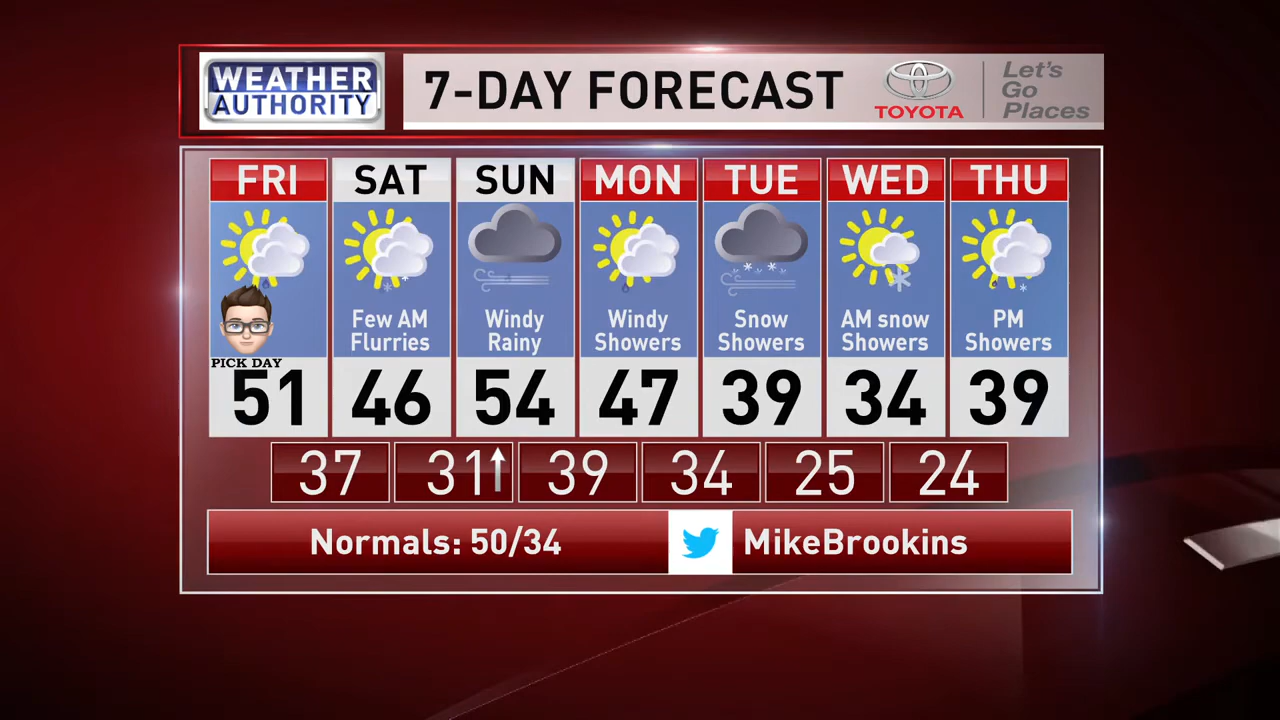 WEATHER
AUTHORITY
7-DAY FORECAST
TOYOTA
Let's
Go
Places
FRI SAT SUN MON TUE WED THU
Few AM
Flurries
Windy
Rainy
Windy
Showers
Snow
Showers
AM snow
Showers
PM
Showers
PICK DAY
51 46 54 47 39 34 39
37 31 39 34 25 24
Normals: 50/34
MikeBrookins